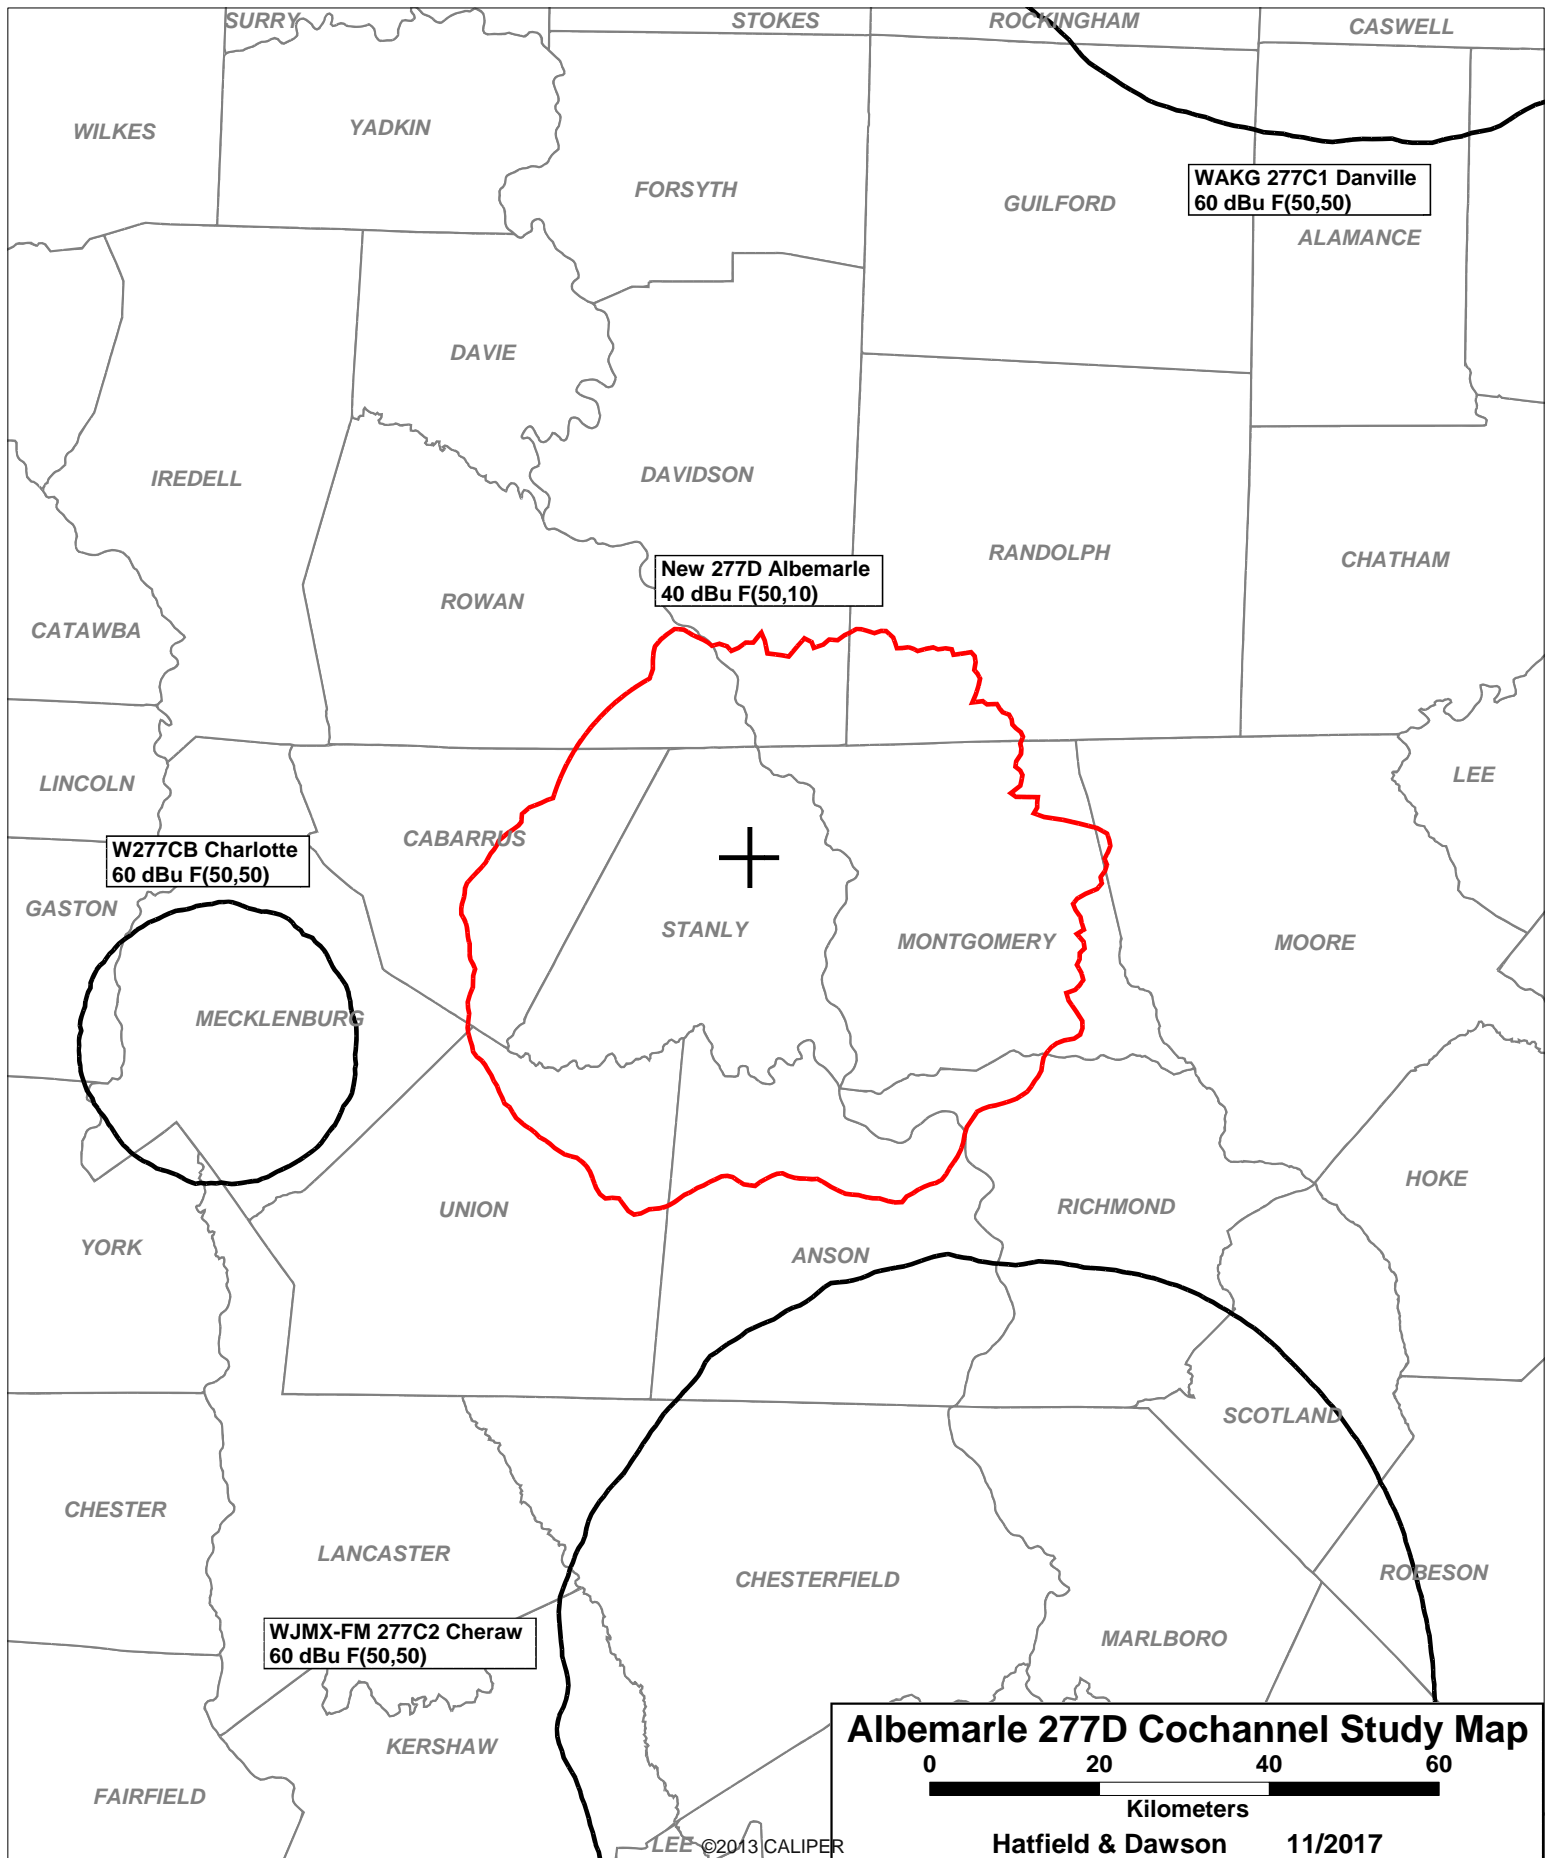 SURRY
STOKES
ROCKINGHAM
CASWELL
WILKES
YADKIN
FORSYTH
GUILFORD
WAKG 277C1 Danville
60 dBu F(50,50)
ALAMANCE
DAVIE
IREDELL
DAVIDSON
RANDOLPH
CHATHAM
New 277D Albemarle
40 dBu F(50,10)
ROWAN
CATAWBA
LINCOLN
LEE
CABARRUS
W277CB Charlotte
60 dBu F(50,50)
GASTON
STANLY
MONTGOMERY
MOORE
MECKLENBURG
HOKE
UNION
RICHMOND
YORK
ANSON
SCOTLAND
CHESTER
LANCASTER
CHESTERFIELD
ROBESON
WJMX-FM 277C2 Cheraw
60 dBu F(50,50)
MARLBORO
KERSHAW
FAIRFIELD
LEE
©2013 CALIPER
Albemarle 277D Cochannel Study Map
0 20 40 60
Kilometers
Hatfield & Dawson 11/2017